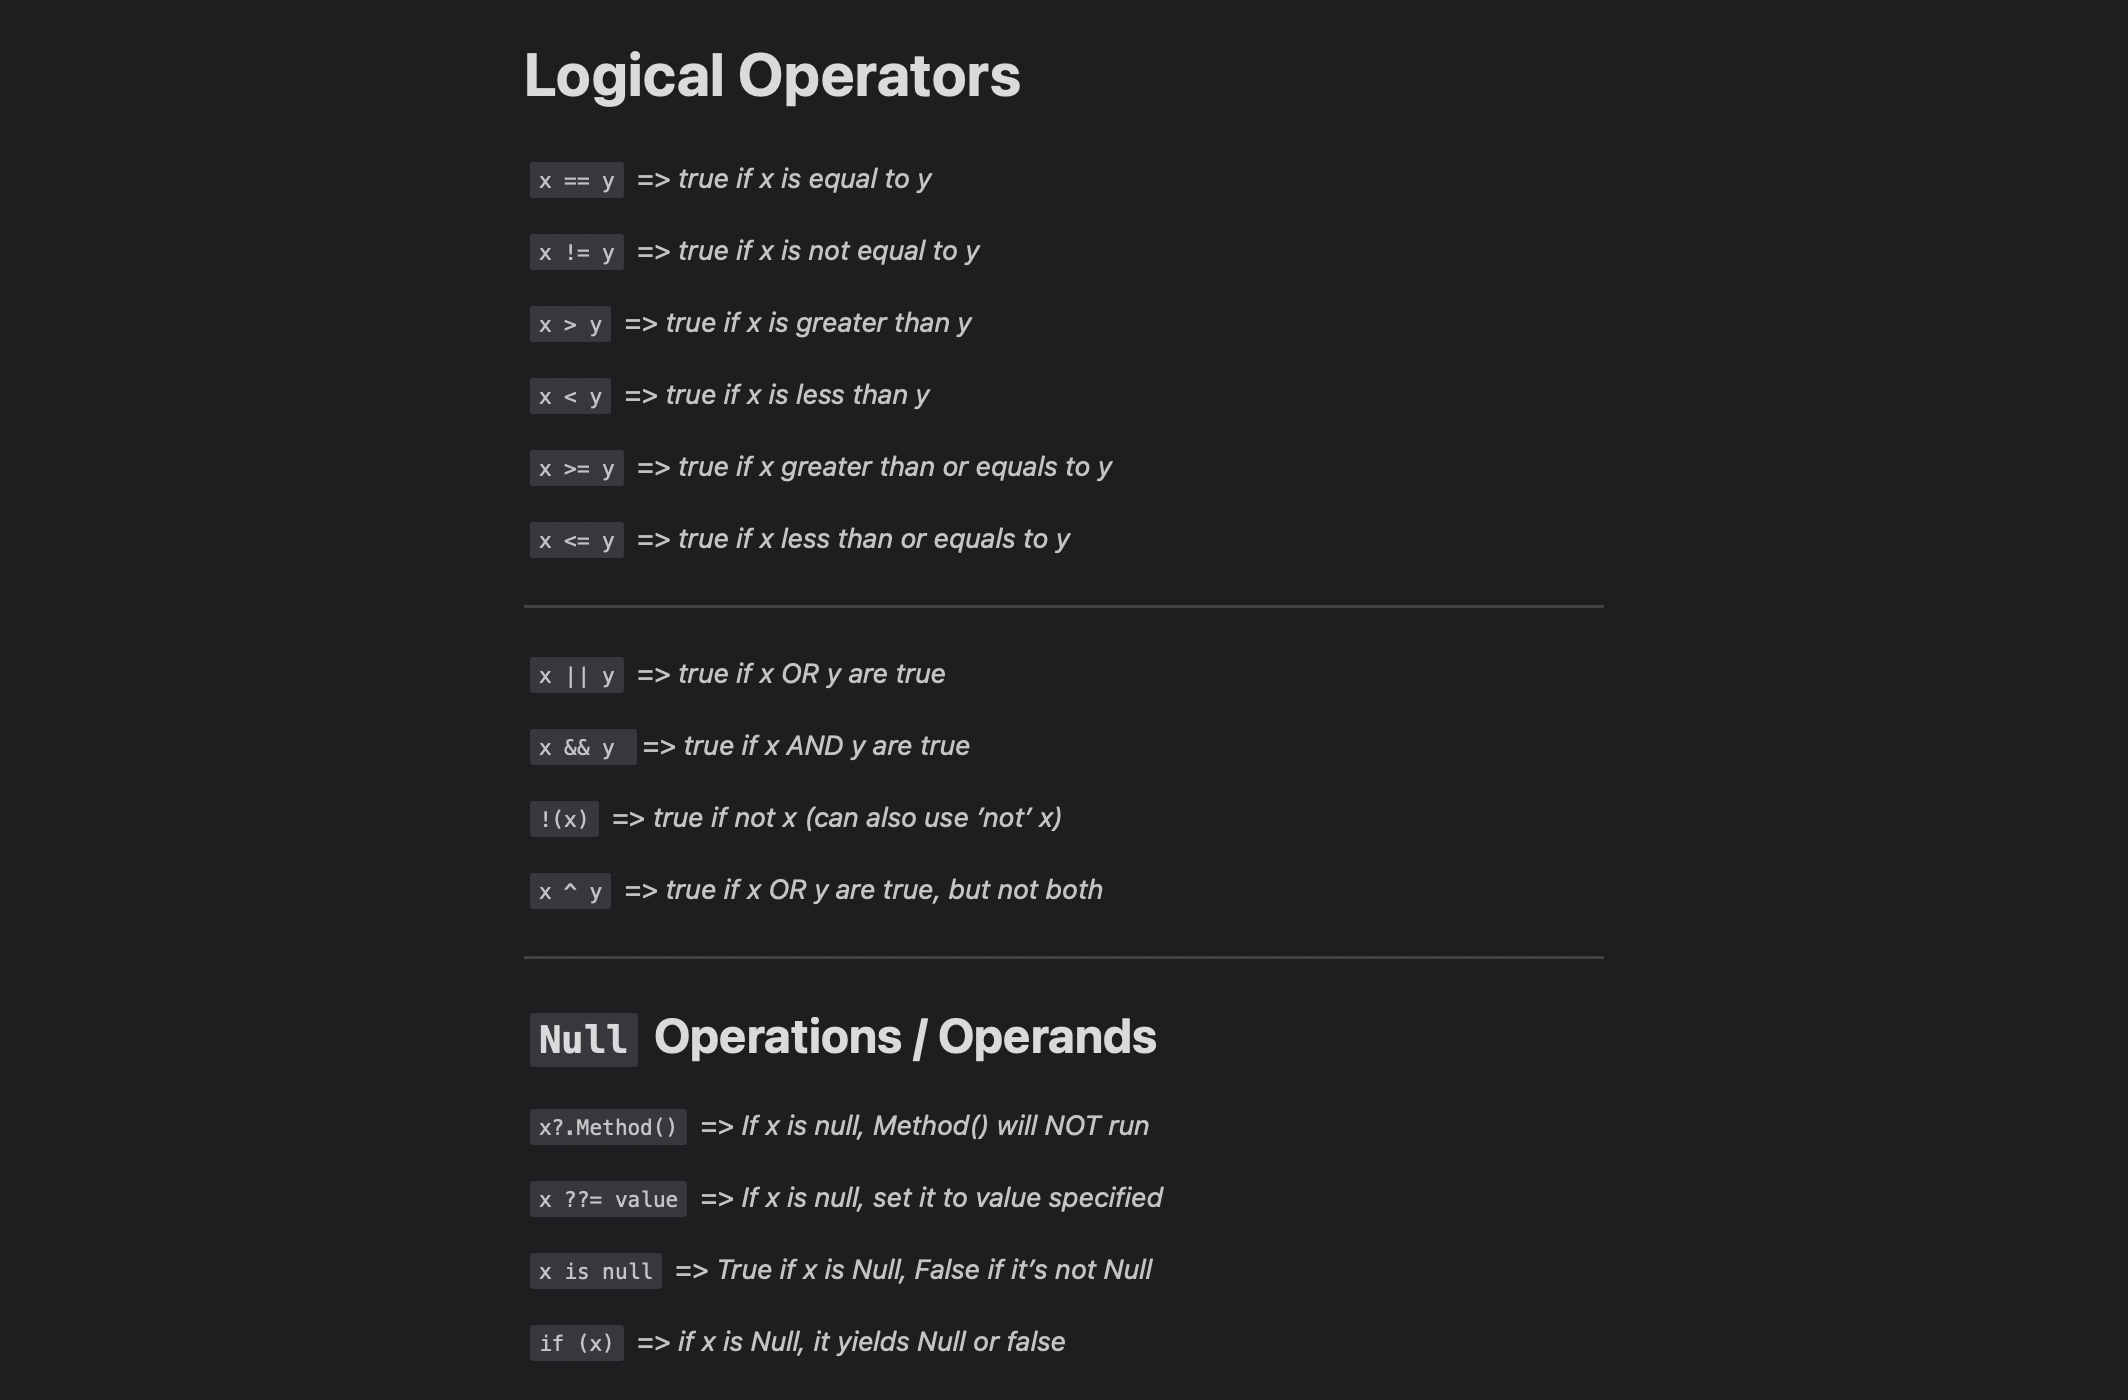 Logical Operators
x == y => true if x is equal to y
x != y => true if x is not equal to y
x > y => true if x is greater than y
x < y => true if x is less than y
x >= y => true if x greater than or equals to y
x <= y => true if x less than or equals to y
x || y => true if x OR y are true
x && y => true if x AND y are true
!(x) => true if not x (can also use ’not’ x)
x ^ y => true if x OR y are true, but not both
Null Operations / Operands
x?.Method() => If x is null, Method() will NOT run
x ??= value => If x is null, set it to value specified
x is null => True if x is Null, False if it’s not Null
if (x) => if x is Null, it yields Null or false